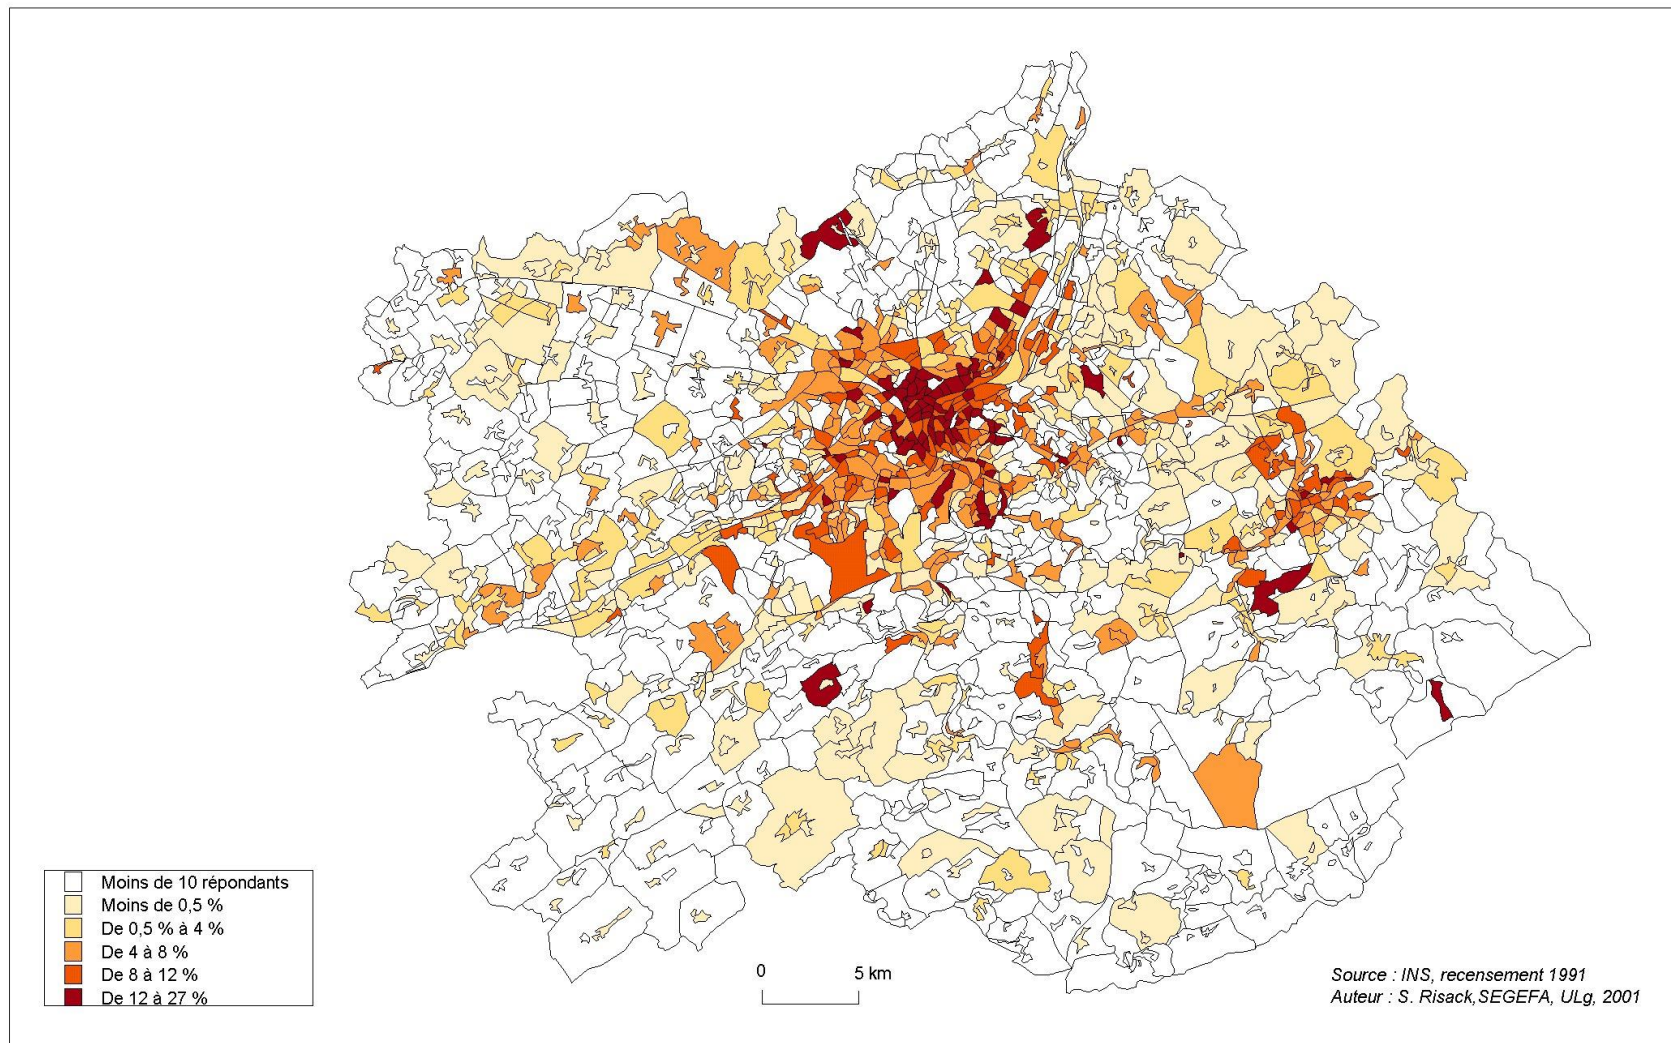 Moins de 10 répondants
Moins de 0,5 %
De 0,5 % à 4 %
De 4 à 8 %
De 8 à 12 %
De 12 à 27 %
0 5 km
Source : INS, recensement 1991
Auteur : S. Risack,SEGEFA, ULg, 2001